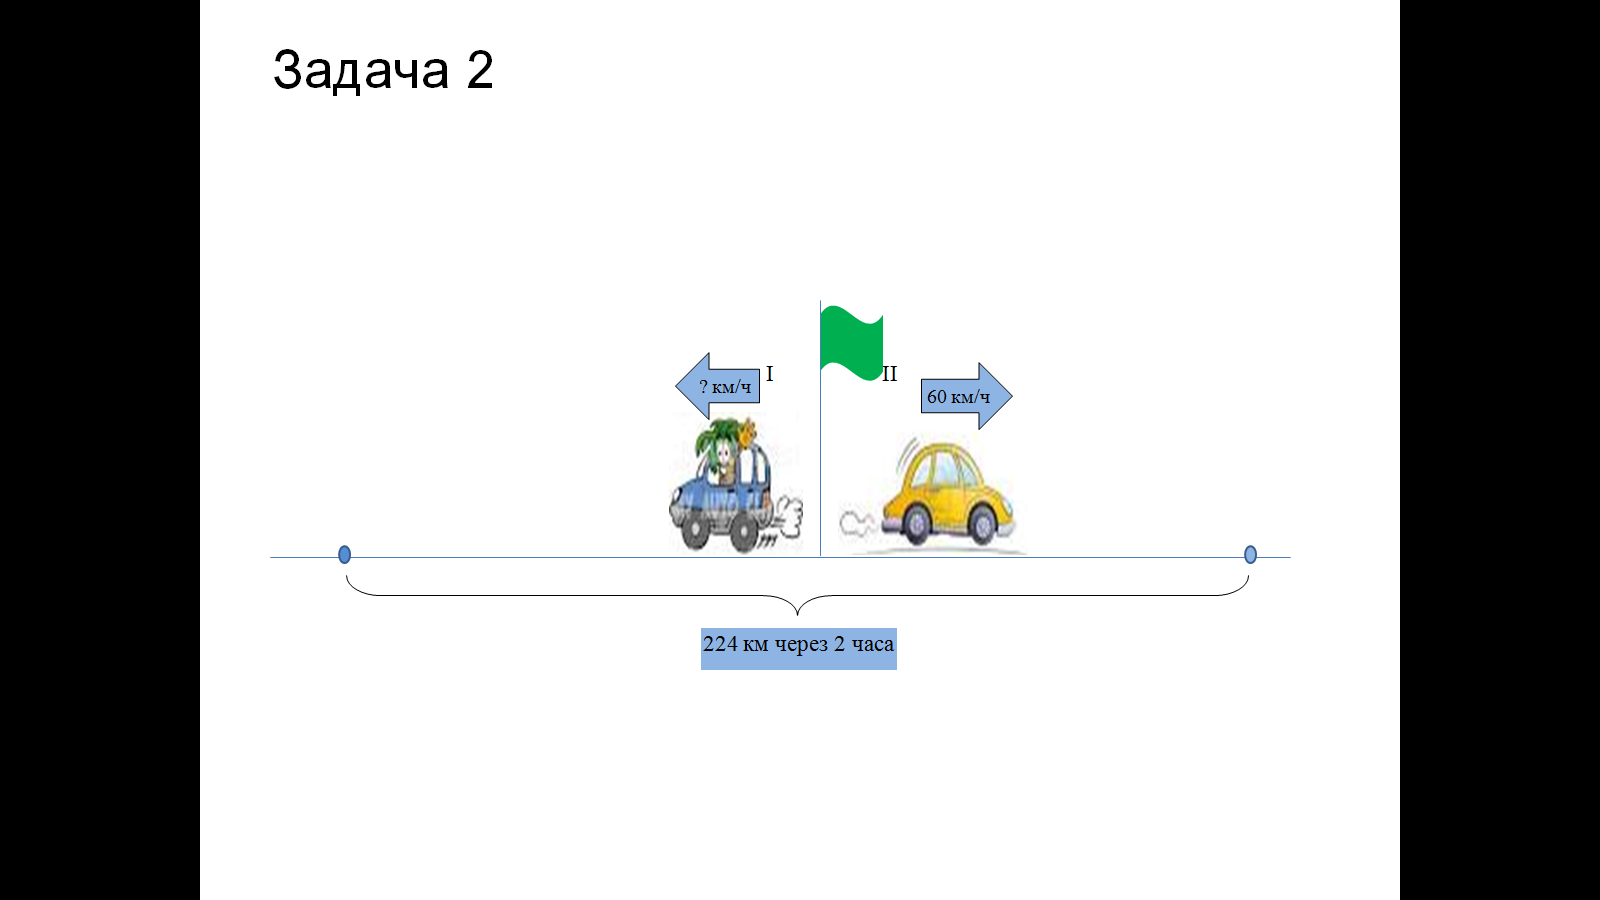 Задача 2
I
II
? км/ч
60 км/ч
224 км через 2 часа